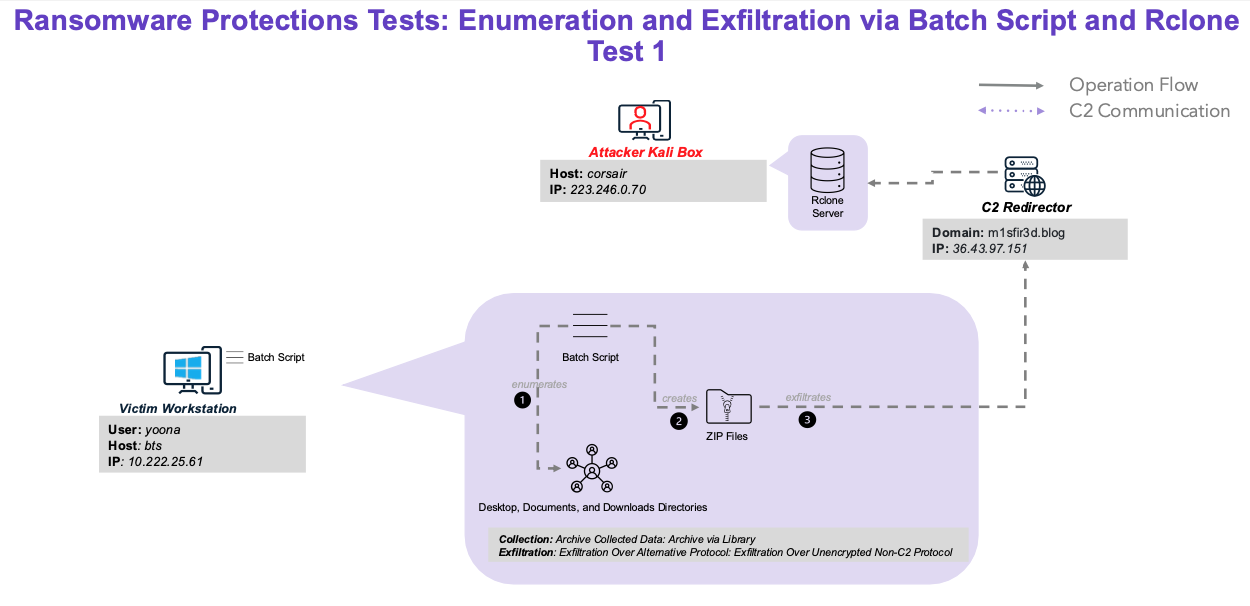 Ransomware Protections Tests: Enumeration and Exfiltration via Batch Script and Rclone
Test 1
Operation Flow
C2 Communication
Attacker Kali Box
Host: corsair
IP: 223.246.0.70
Rclone
Server
C2 Redirector
Domain: m1sfir3d.blog
IP: 36.43.97.151
Batch Script
Victim Workstation
User: yoona
Host: bts
IP: 10.222.25.61
Batch Script
enumerates
1
creates
2
ZIP Files
exfiltrates
3
Desktop, Documents, and Downloads Directories
Collection: Archive Collected Data: Archive via Library
Exfiltration: Exfiltration Over Alternative Protocol: Exfiltration Over Unencrypted Non-C2 Protocol